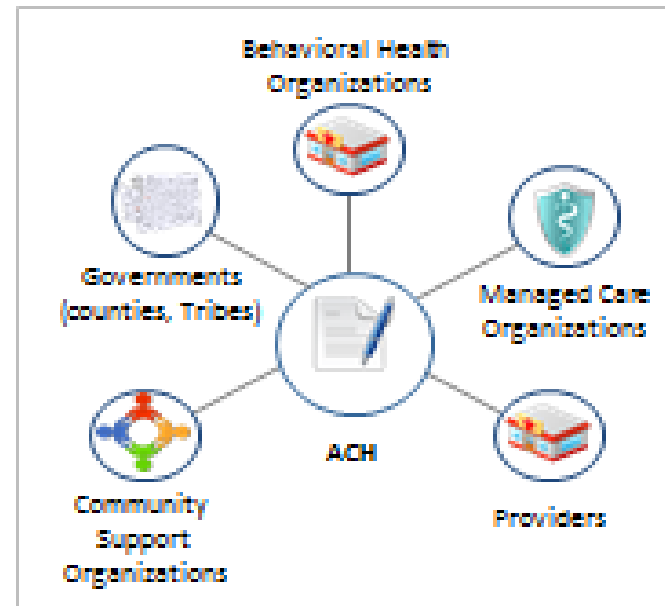 Behavioral Health
Organizations
Governments
(counties, Tribes)
Managed Care
Organizations
ACH
Community
Support
Organizations
Providers